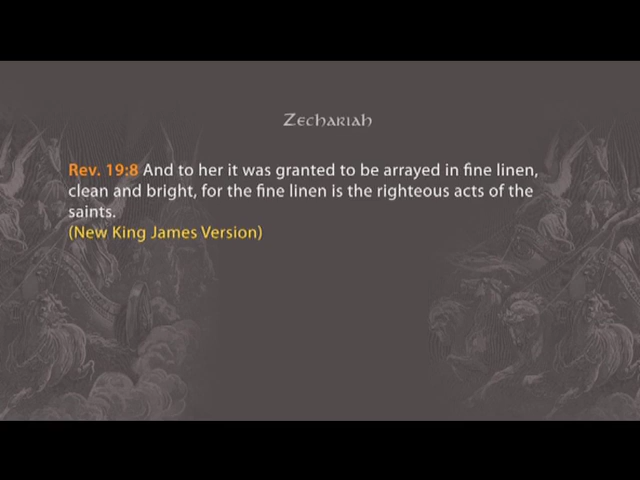 Zechariah
Rev. 19:8 And to her it was granted to be arrayed in fine linen,
clean and bright, for the fine linen is the righteous acts of the
saints.
(New King James Version)